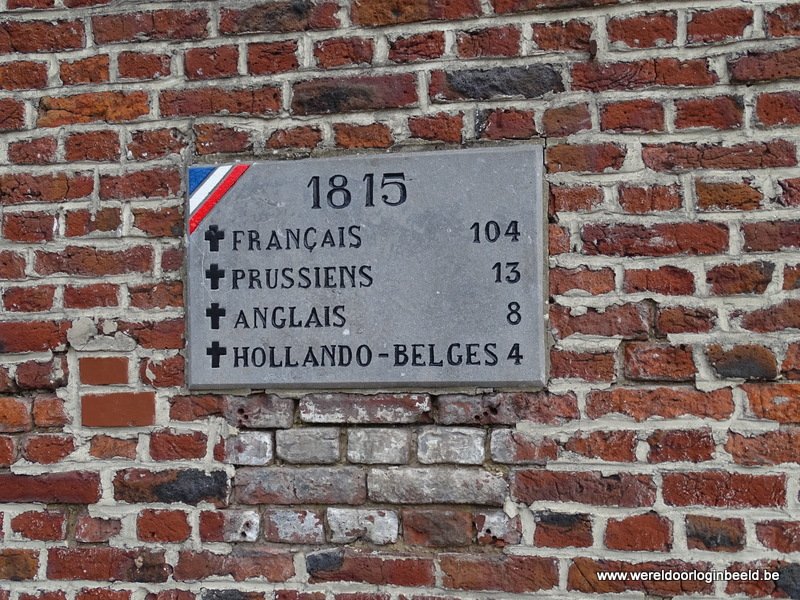 1815
✝ FRANÇAIS 104
✝ PRUSSIENS 13
✝ ANGLAIS 8
✝ HOLLANDO-BELGES 4
www.wereldoorloginbeeld.be